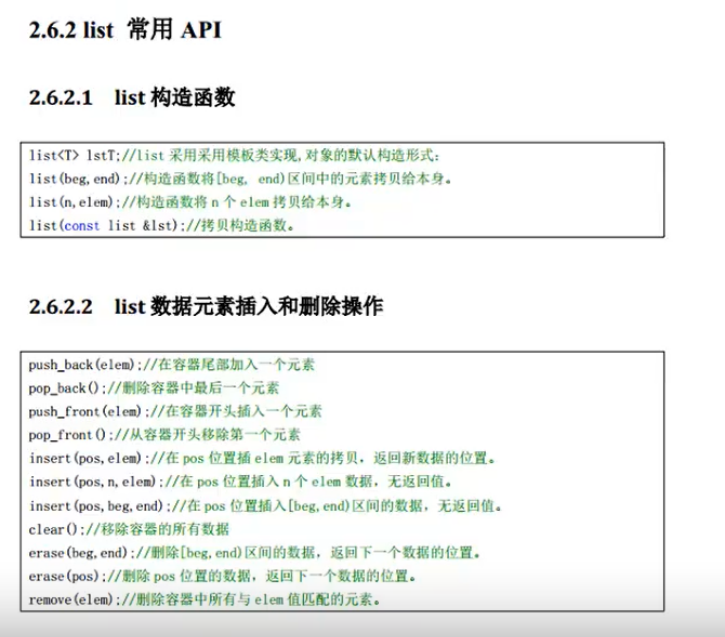 2.6.2 list 常用 API
2.6.2.1 list 构造函数
list<T> lstT;//list 采用采用模板类实现,对象的默认构造形式：
list(beg,end);//构造函数将[beg, end)区间中的元素拷贝给本身。
list(n,elem);//构造函数将 n 个 elem 拷贝给本身。
list(const list &lst);//拷贝构造函数。
2.6.2.2 list 数据元素插入和删除操作
push_back(elem);//在容器尾部加入一个元素
pop_back();//删除容器中最后一个元素
push_front(elem);//在容器开头插入一个元素
pop_front();//从容器开头移除第一个元素
insert(pos,elem);//在 pos 位置插 elem 元素的拷贝，返回新数据的位置。
insert(pos,n,elem);//在 pos 位置插入 n 个 elem 数据，无返回值。
insert(pos,beg,end);//在 pos 位置插入[beg,end)区间的数据，无返回值。
clear();//移除容器的所有数据
erase(beg,end);//删除[beg,end)区间的数据，返回下一个数据的位置。
erase(pos);//删除 pos 位置的数据，返回下一个数据的位置。
remove(elem);//删除容器中所有与 elem 值匹配的元素。